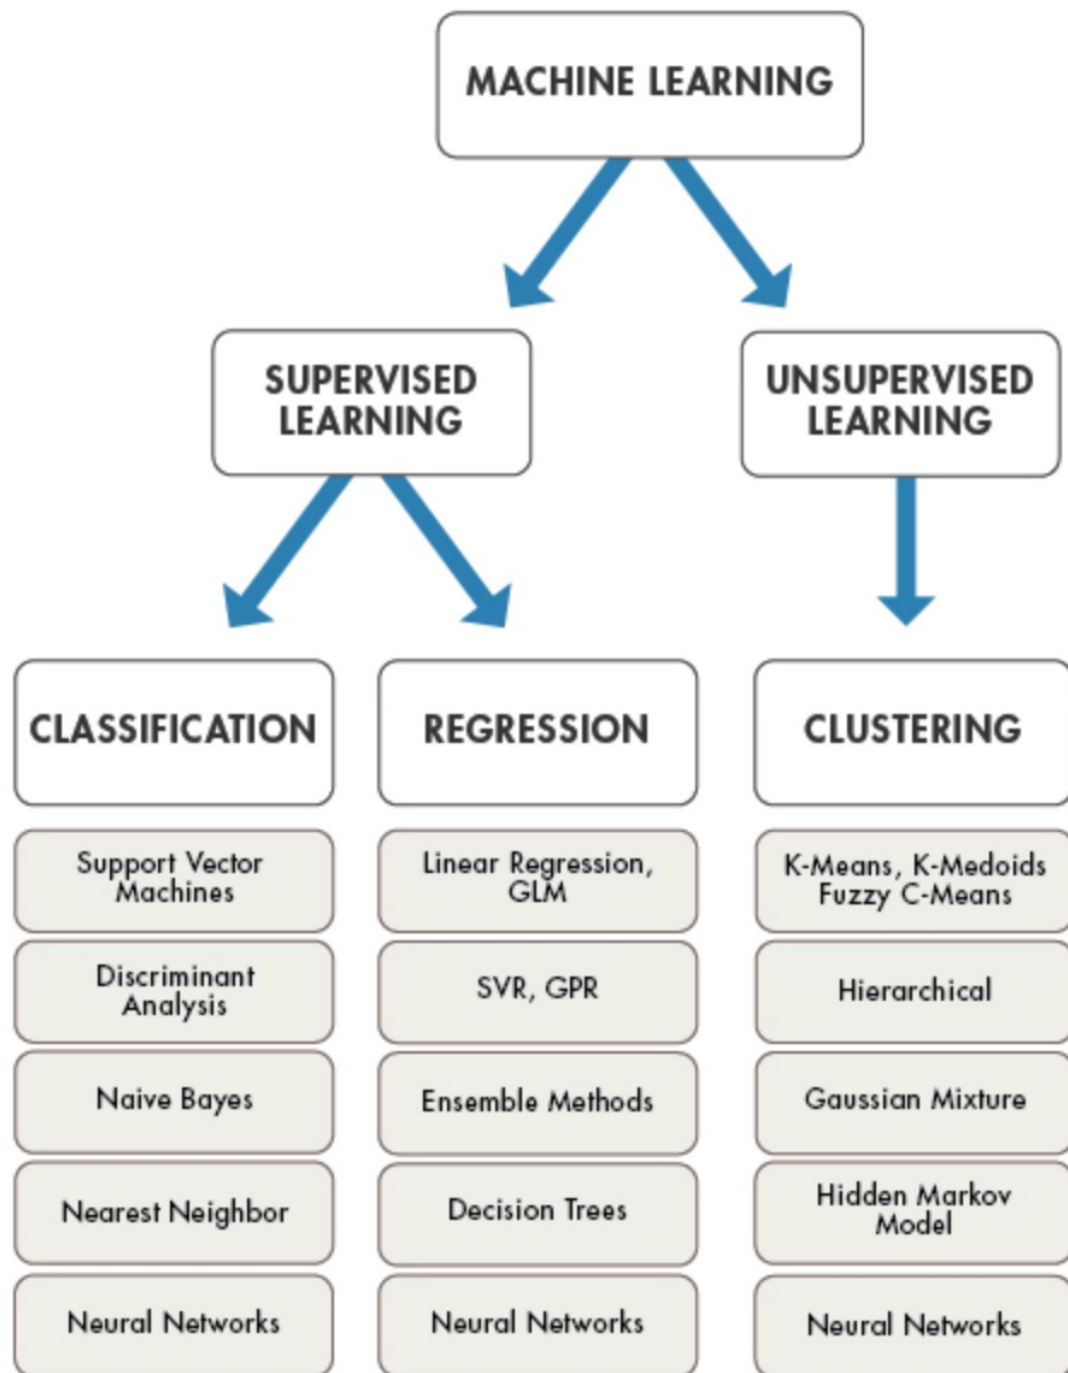 MACHINE LEARNING
SUPERVISED
LEARNING
UNSUPERVISED
LEARNING
CLASSIFICATION
REGRESSION
CLUSTERING
Support Vector
Machines
Linear Regression,
GLM
K-Means, K-Medoids
Fuzzy C-Means
Discriminant
Analysis
SVR, GPR
Hierarchical
Naive Bayes
Ensemble Methods
Gaussian Mixture
Nearest Neighbor
Decision Trees
Hidden Markov
Model
Neural Networks
Neural Networks
Neural Networks